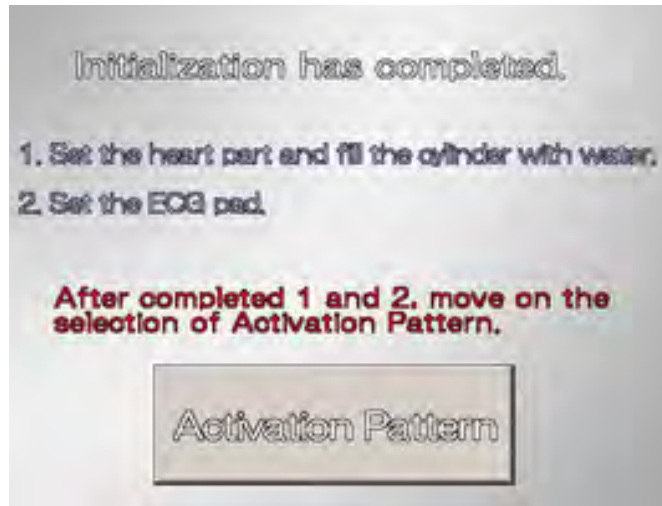 Initialization has completed.
1. Set the heart part and fill the cylinder with water.
2. Set the ECG pad.
After completed 1 and 2, move on the
selection of Activation Pattern.
Activation Pattern